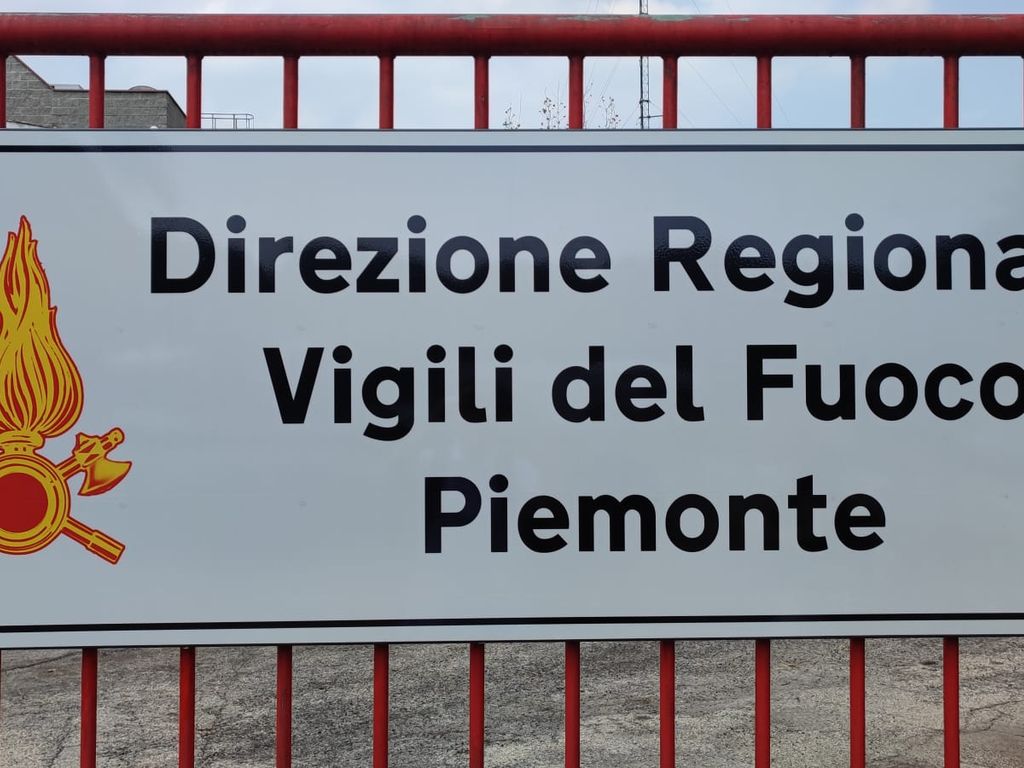 Direzione Regiona
Vigili del Fuoco
Piemonte